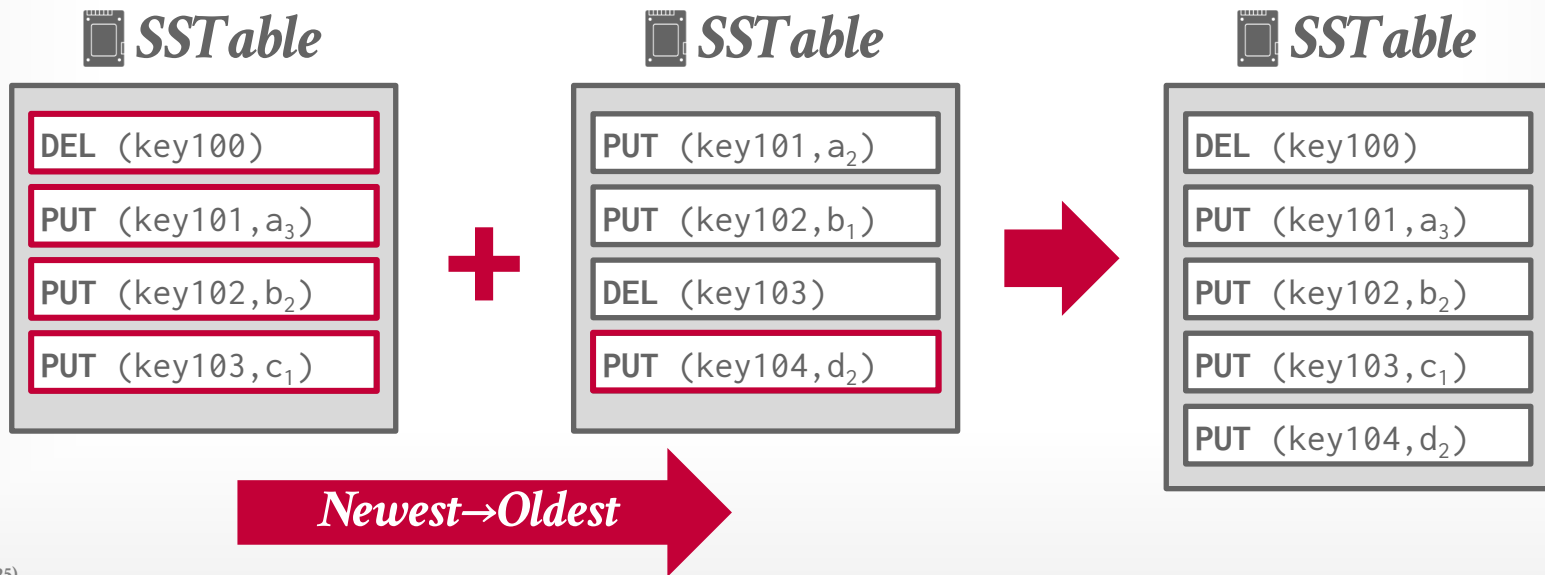 SSTable
DEL (key100)
PUT (key101,a₃)
PUT (key102,b₂)
PUT (key103,c₁)
SSTable
PUT (key101,a₂)
PUT (key102,b₁)
DEL (key103)
PUT (key104,d₂)
SSTable
DEL (key100)
PUT (key101,a₃)
PUT (key102,b₂)
PUT (key103,c₁)
PUT (key104,d₂)
Newest→Oldest